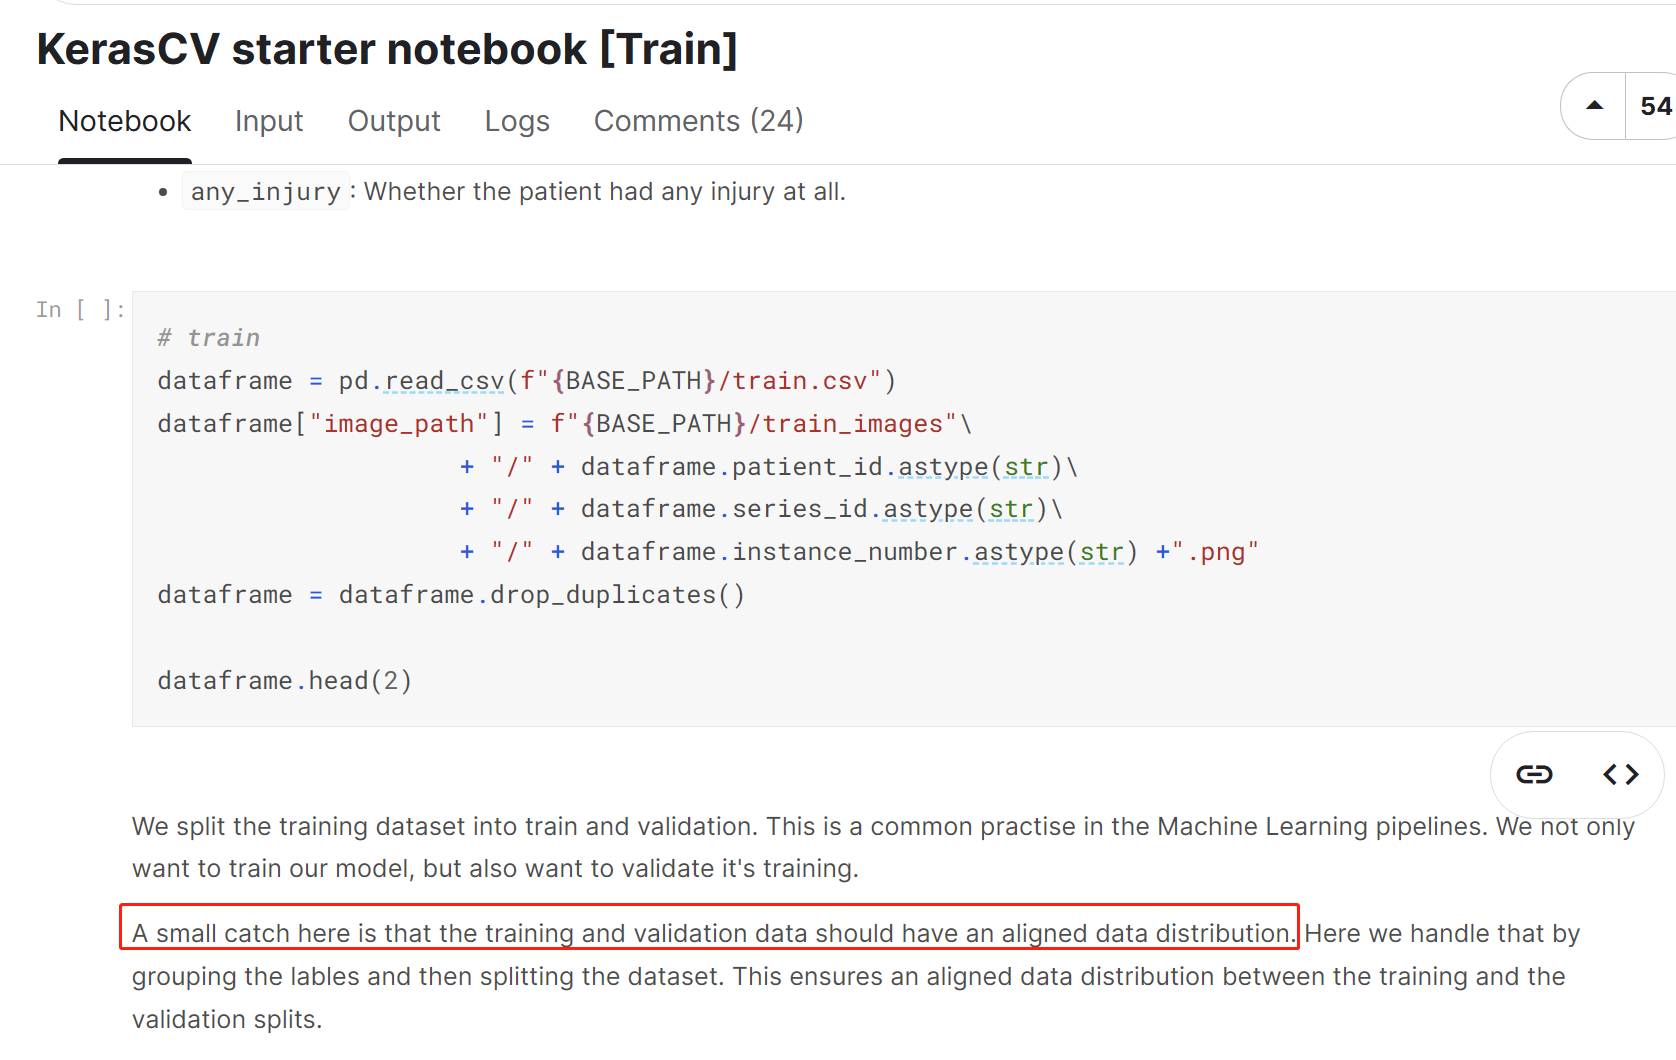 KerasCV starter notebook [Train]
54
Notebook Input Output Logs Comments (24)
• any_injury: Whether the patient had any injury at all.
In [ ]:
# train
dataframe = pd.read_csv(f"{BASE_PATH}/train.csv")
dataframe["image_path"] = f"{BASE_PATH}/train_images"\
+ "/" + dataframe.patient_id.astype(str)\
+ "/" + dataframe.series_id.astype(str)\
+ "/" + dataframe.instance_number.astype(str) +".png"
dataframe = dataframe.drop_duplicates()
dataframe.head(2)
We split the training dataset into train and validation. This is a common practise in the Machine Learning pipelines. We not only
want to train our model, but also want to validate it's training.
A small catch here is that the training and validation data should have an aligned data distribution. Here we handle that by
grouping the lables and then splitting the dataset. This ensures an aligned data distribution between the training and the
validation splits.